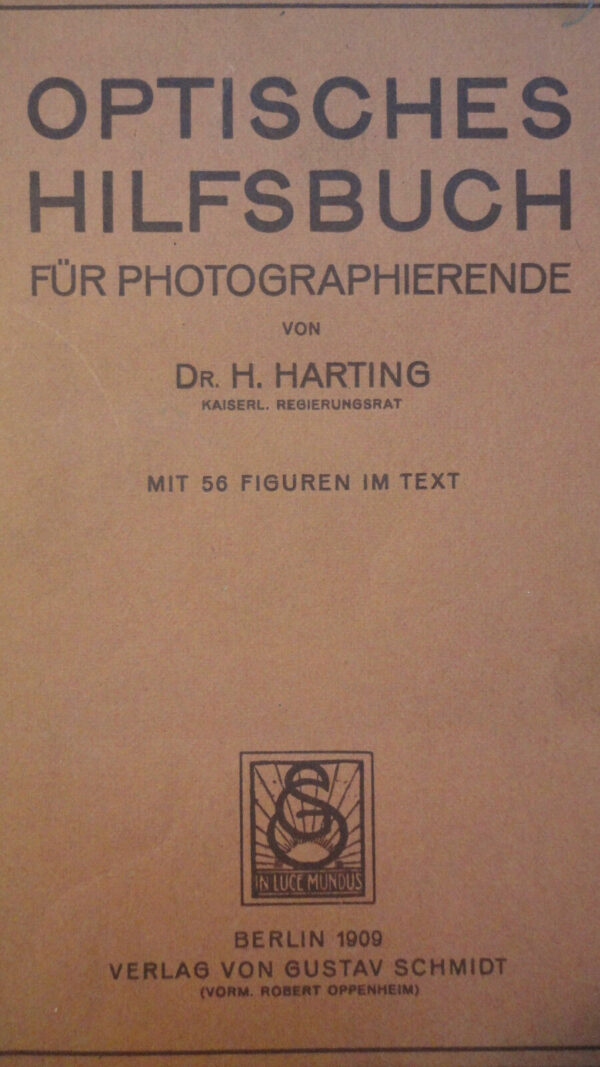 OPTISCHES
HILFSBUCH
FÜR PHOTOGRAPHIERENDE
VON
DR. H. HARTING
KAISERL. REGIERUNGSRAT
MIT 56 FIGUREN IM TEXT
GS
IN LUCE MUNDUS
BERLIN 1909
VERLAG VON GUSTAV SCHMIDT
(VORM. ROBERT OPPENHEIM)